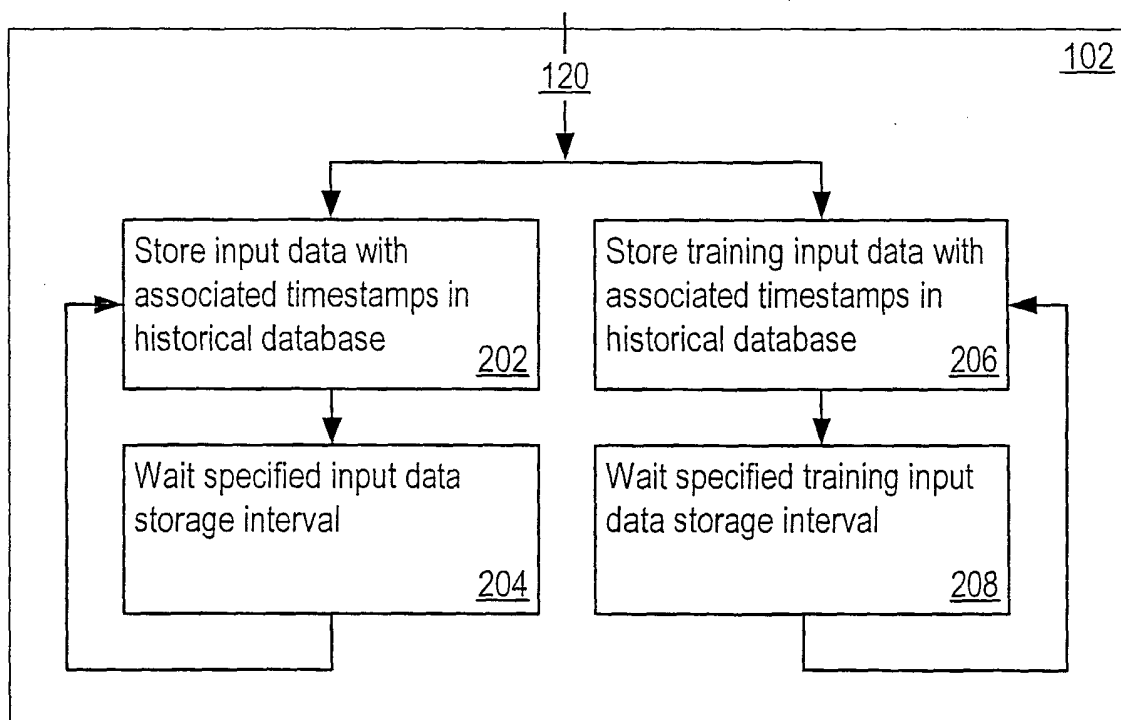 102
120
Store input data with
associated timestamps in
historical database
202
Store training input data with
associated timestamps in
historical database
206
Wait specified input data
storage interval
204
Wait specified training input
data storage interval
208